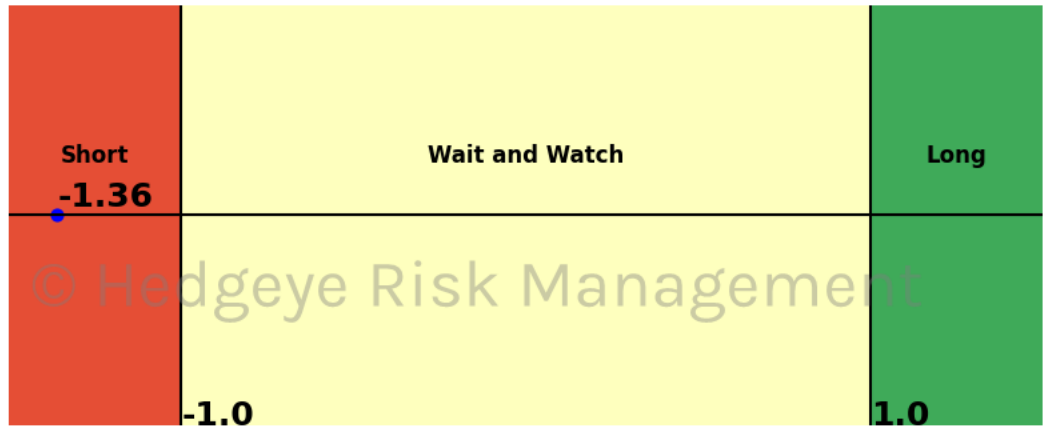 Short
Wait and Watch
Long
-1.36
© Hedgeye Risk Management
-1.0
1.0